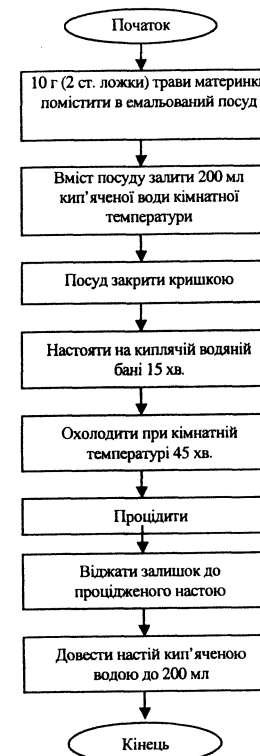 Початок
10 г (2 ст. ложки) трави материнки
помістити в емальований посуд
Вміст посуду залити 200 мл
кип’яченої води кімнатної
температури
Посуд закрити кришкою
Настояти на киплячій водяній
бані 15 хв.
Охолодити при кімнатній
температурі 45 хв.
Процідити
Віджати залишок до
процідженого настою
Довести настій кип’яченою
водою до 200 мл
Кінець